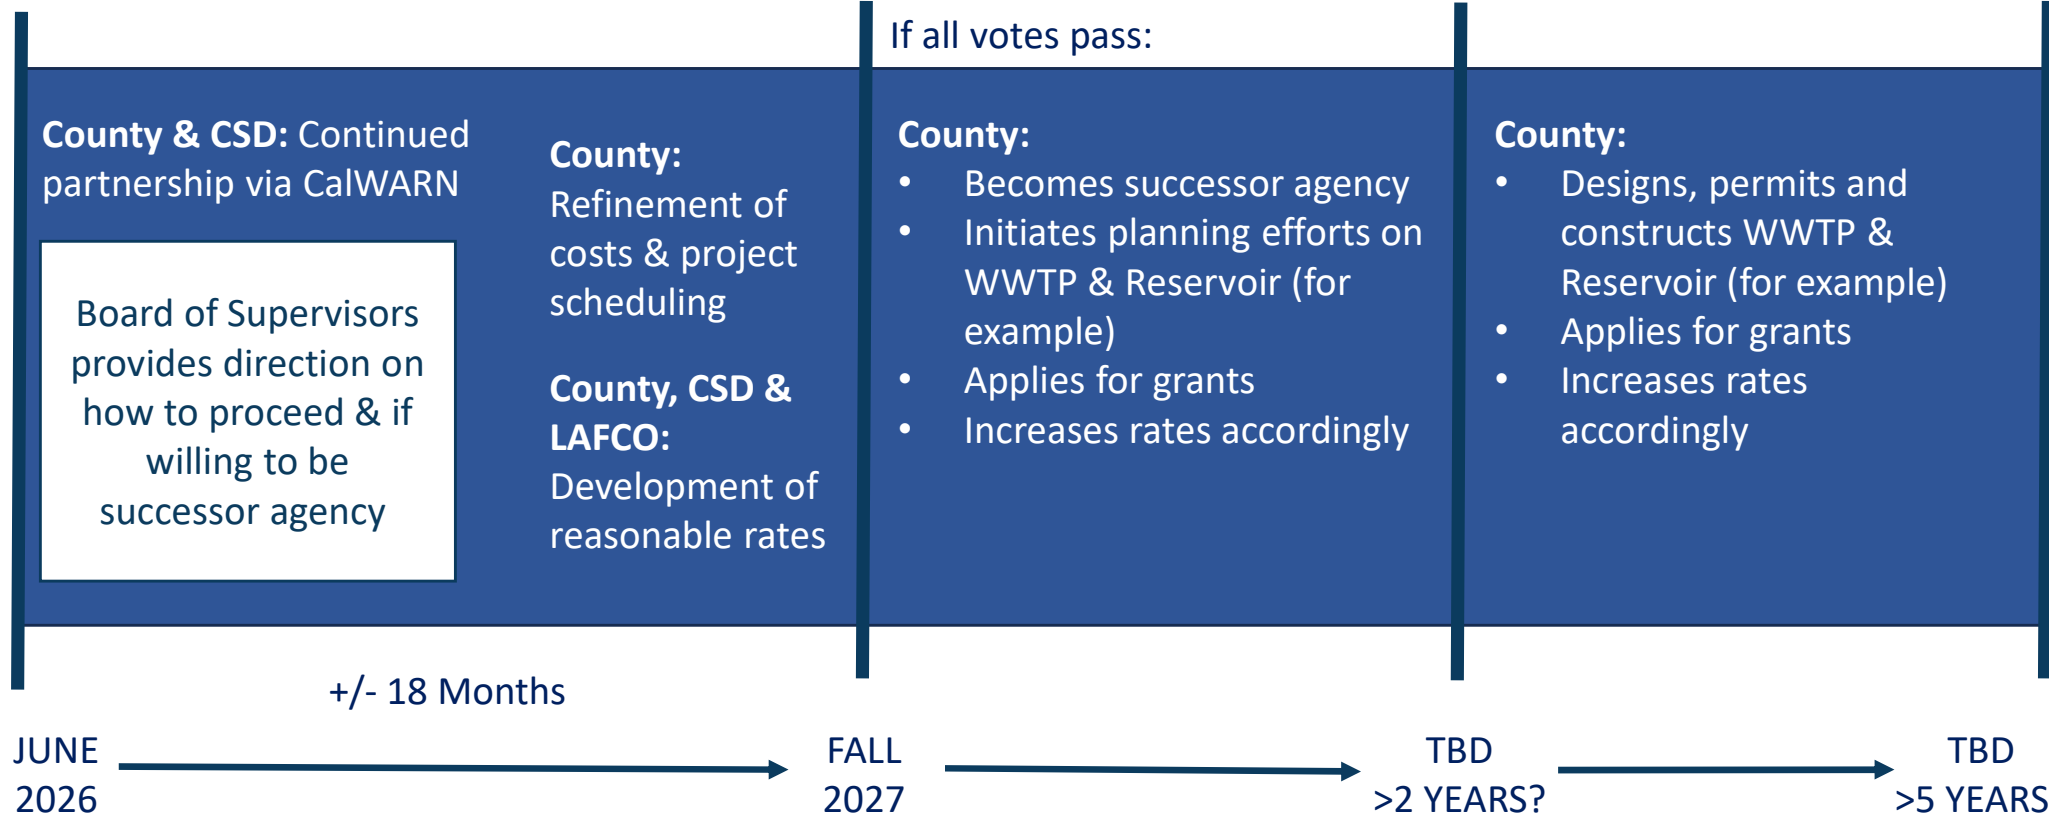 If all votes pass:
County & CSD: Continued
partnership via CalWARN
Board of Supervisors
provides direction on
how to proceed & if
willing to be
successor agency
County:
Refinement of
costs & project
scheduling
County, CSD &
LAFCO:
Development of
reasonable rates
County:
• Becomes successor agency
• Initiates planning efforts on
WWTP & Reservoir (for
example)
• Applies for grants
• Increases rates accordingly
County:
• Designs, permits and
constructs WWTP &
Reservoir (for example)
• Applies for grants
• Increases rates
accordingly
+/- 18 Months
JUNE
2026
FALL
2027
TBD
>2 YEARS?
TBD
>5 YEARS